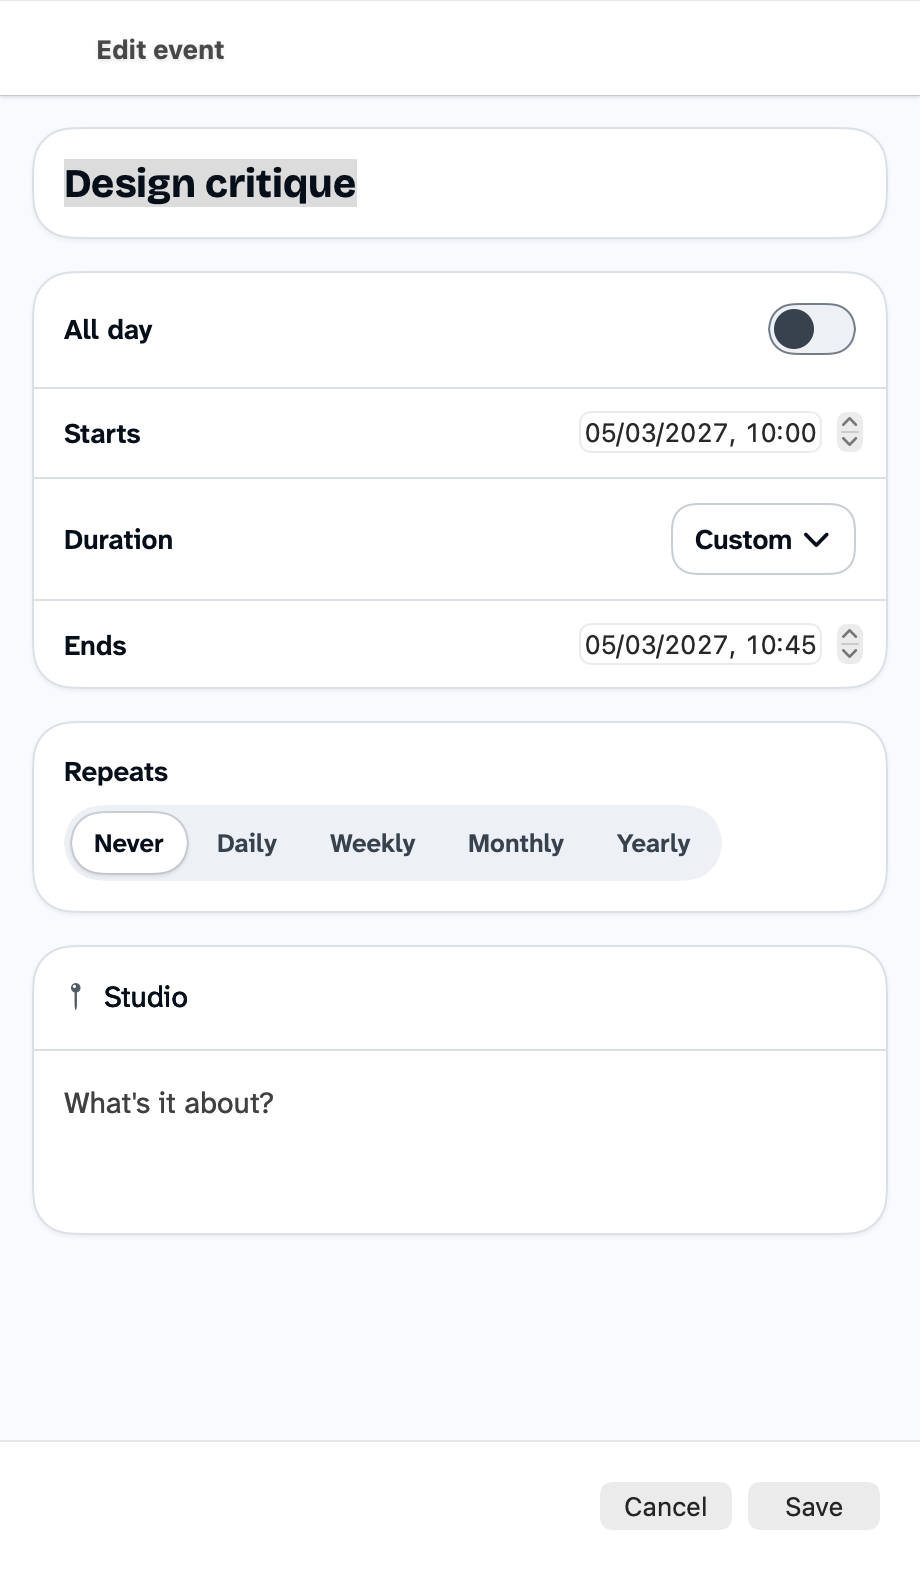 Edit event
Design critique
All day
Starts 05/03/2027, 10:00
Duration Custom
Ends 05/03/2027, 10:45
Repeats
Never Daily Weekly Monthly Yearly
Studio
What's it about?
Cancel Save